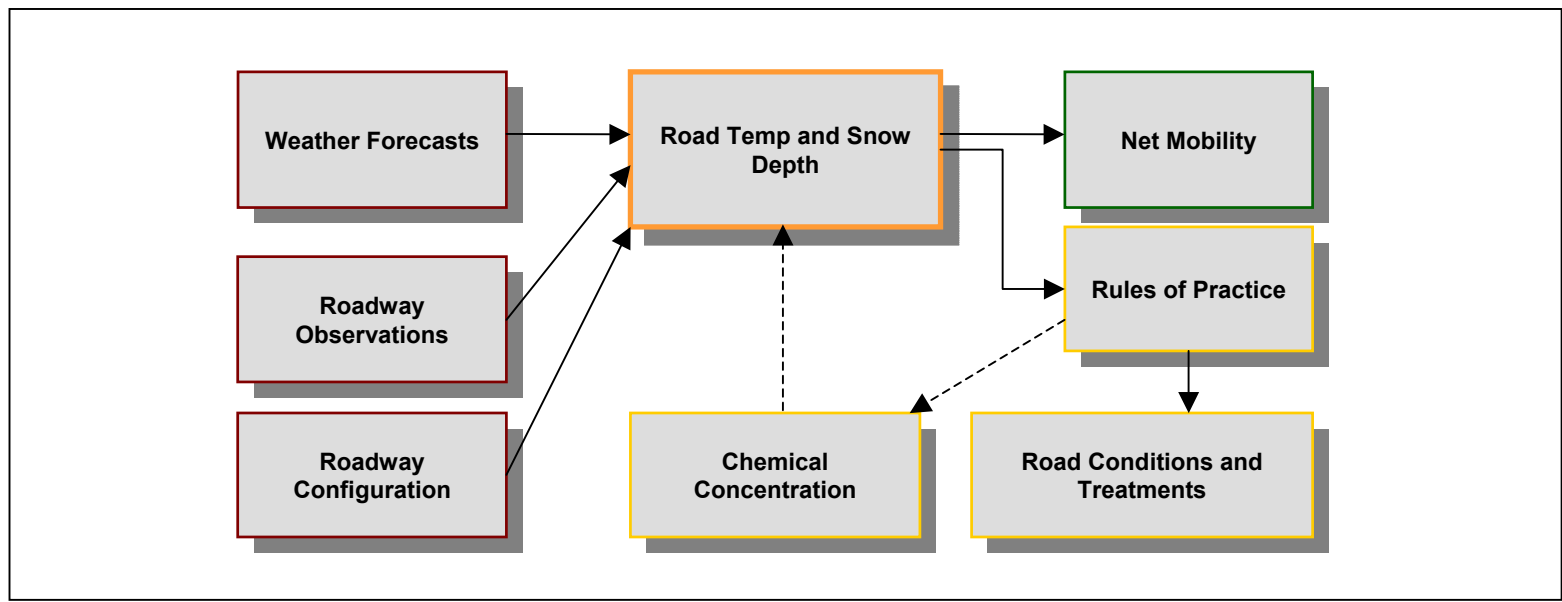 Weather Forecasts
Road Temp and Snow
Depth
Net Mobility
Roadway
Observations
Rules of Practice
Roadway
Configuration
Chemical
Concentration
Road Conditions and
Treatments